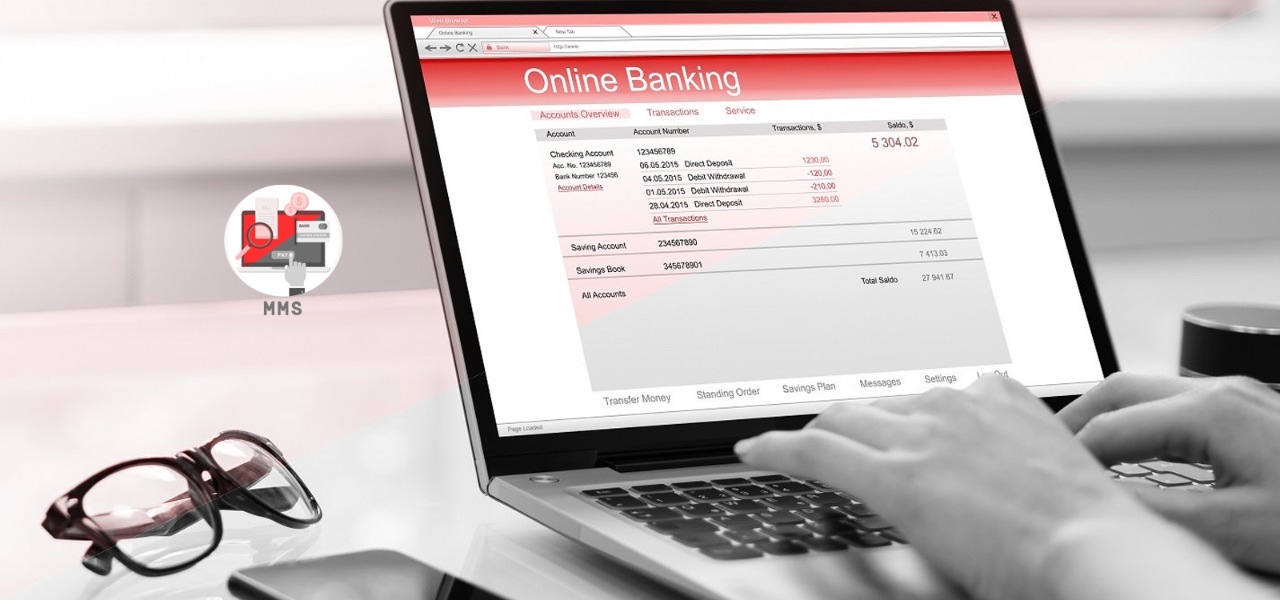 Web Browser
Online Banking
New Tab
Bank
http://www.
Online Banking
Accounts Overview Transactions Service
Account Account Number Transactions, $ Saldo, $
Checking Account 123456789 5 304.02
Acc. No. 123456789 06.05.2015 Direct Deposit 1230,00
Bank Number 123456 04.05.2015 Debit Withdrawal -120,00
Account Details 01.05.2015 Debit Withdrawal -210,00
28.04.2015 Direct Deposit 3260,00
All Transactions
Saving Account 234567890 15 224.62
Savings Book 345678901 7 413.03
All Accounts Total Saldo 27 941.67
Transfer Money Standing Order Savings Plan Messages Settings
Page Loaded
BANK
PAY
MMS